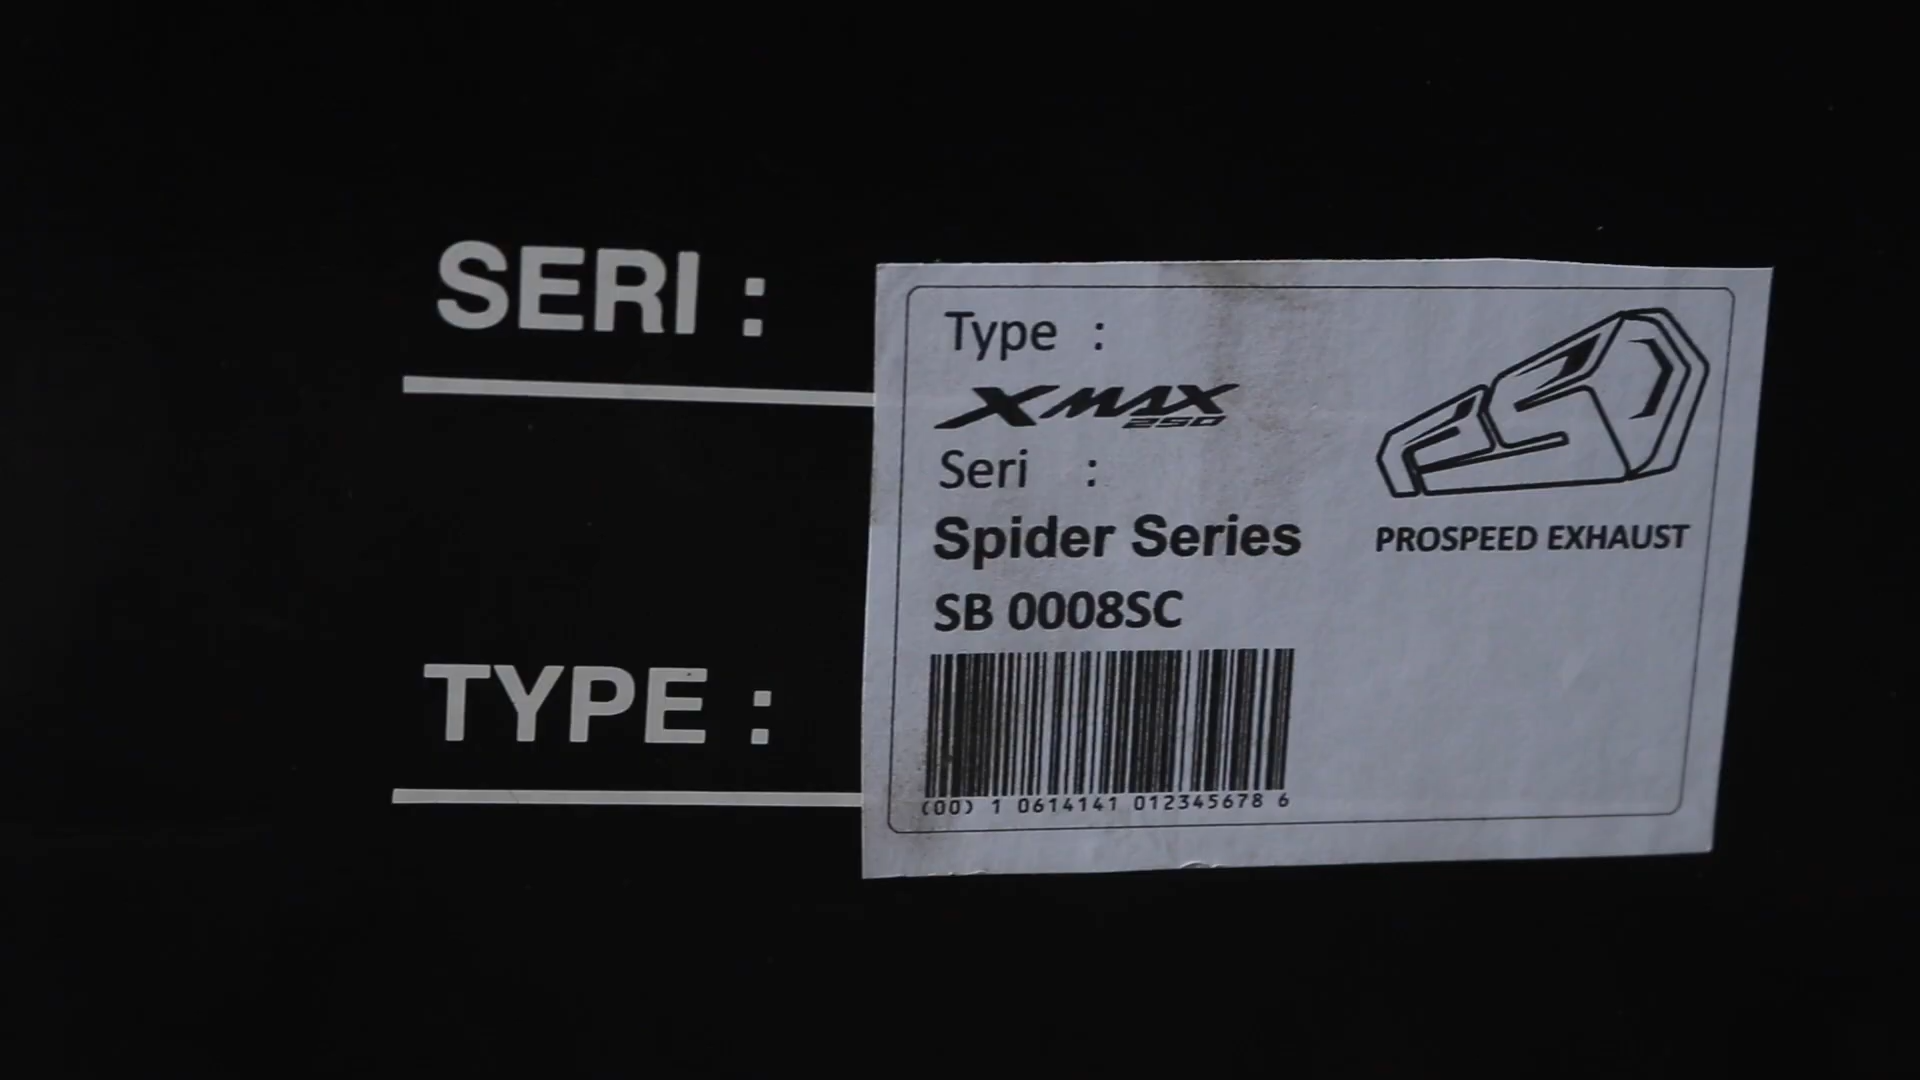 SERI :
TYPE :
Type :
XMAX
250
Seri :
Spider Series
SB 0008SC
(00) 1 0614141 012345678 6
PROSPEED EXHAUST